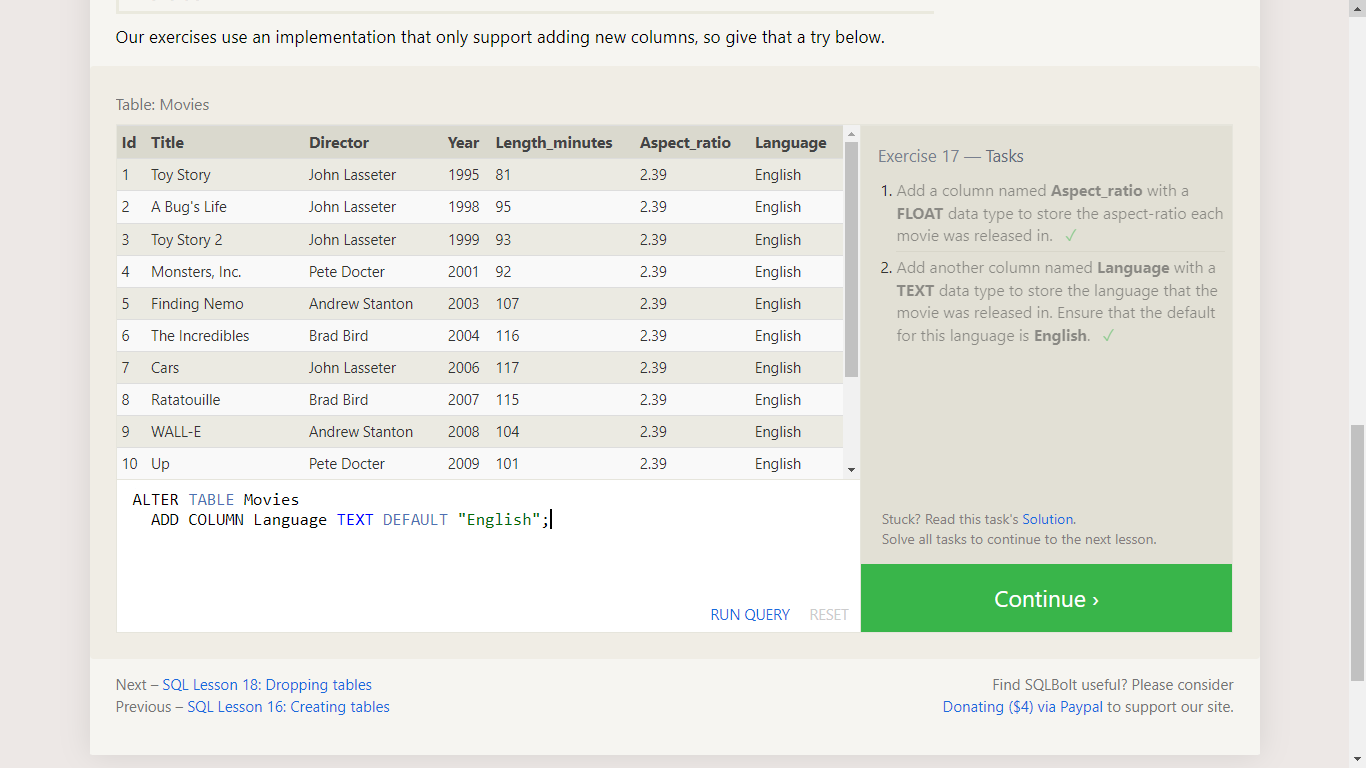 Our exercises use an implementation that only support adding new columns, so give that a try below.
Table: Movies
Id Title Director Year Length_minutes Aspect_ratio Language
1 Toy Story John Lasseter 1995 81 2.39 English
2 A Bug's Life John Lasseter 1998 95 2.39 English
3 Toy Story 2 John Lasseter 1999 93 2.39 English
4 Monsters, Inc. Pete Docter 2001 92 2.39 English
5 Finding Nemo Andrew Stanton 2003 107 2.39 English
6 The Incredibles Brad Bird 2004 116 2.39 English
7 Cars John Lasseter 2006 117 2.39 English
8 Ratatouille Brad Bird 2007 115 2.39 English
9 WALL-E Andrew Stanton 2008 104 2.39 English
10 Up Pete Docter 2009 101 2.39 English
ALTER TABLE Movies
ADD COLUMN Language TEXT DEFAULT "English";
RUN QUERY RESET
Exercise 17 — Tasks
1. Add a column named Aspect_ratio with a
FLOAT data type to store the aspect-ratio each
movie was released in. ✓
2. Add another column named Language with a
TEXT data type to store the language that the
movie was released in. Ensure that the default
for this language is English. ✓
Stuck? Read this task's Solution.
Solve all tasks to continue to the next lesson.
Continue ›
Next – SQL Lesson 18: Dropping tables
Previous – SQL Lesson 16: Creating tables
Find SQLBolt useful? Please consider
Donating ($4) via Paypal to support our site.